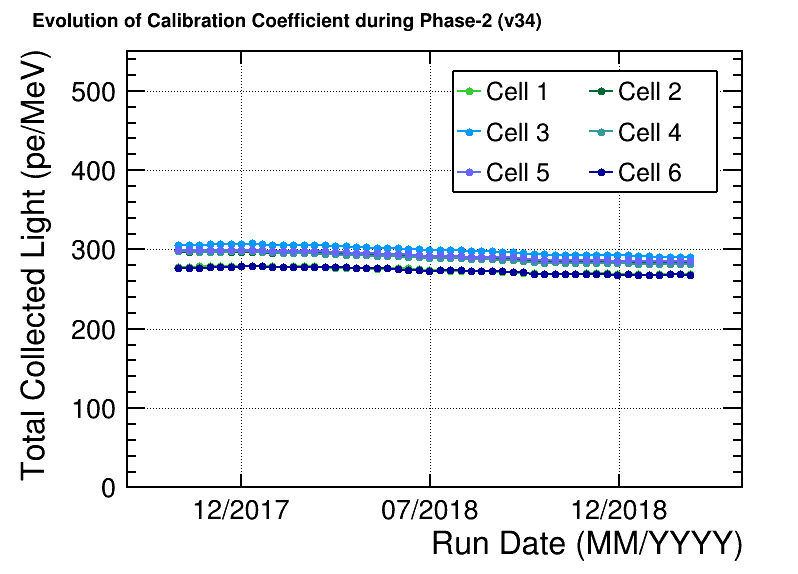 Evolution of Calibration Coefficient during Phase-2 (v34)
Total Collected Light (pe/MeV)
500
400
300
200
100
0
Cell 1 Cell 2
Cell 3 Cell 4
Cell 5 Cell 6
12/2017 07/2018 12/2018
Run Date (MM/YYYY)